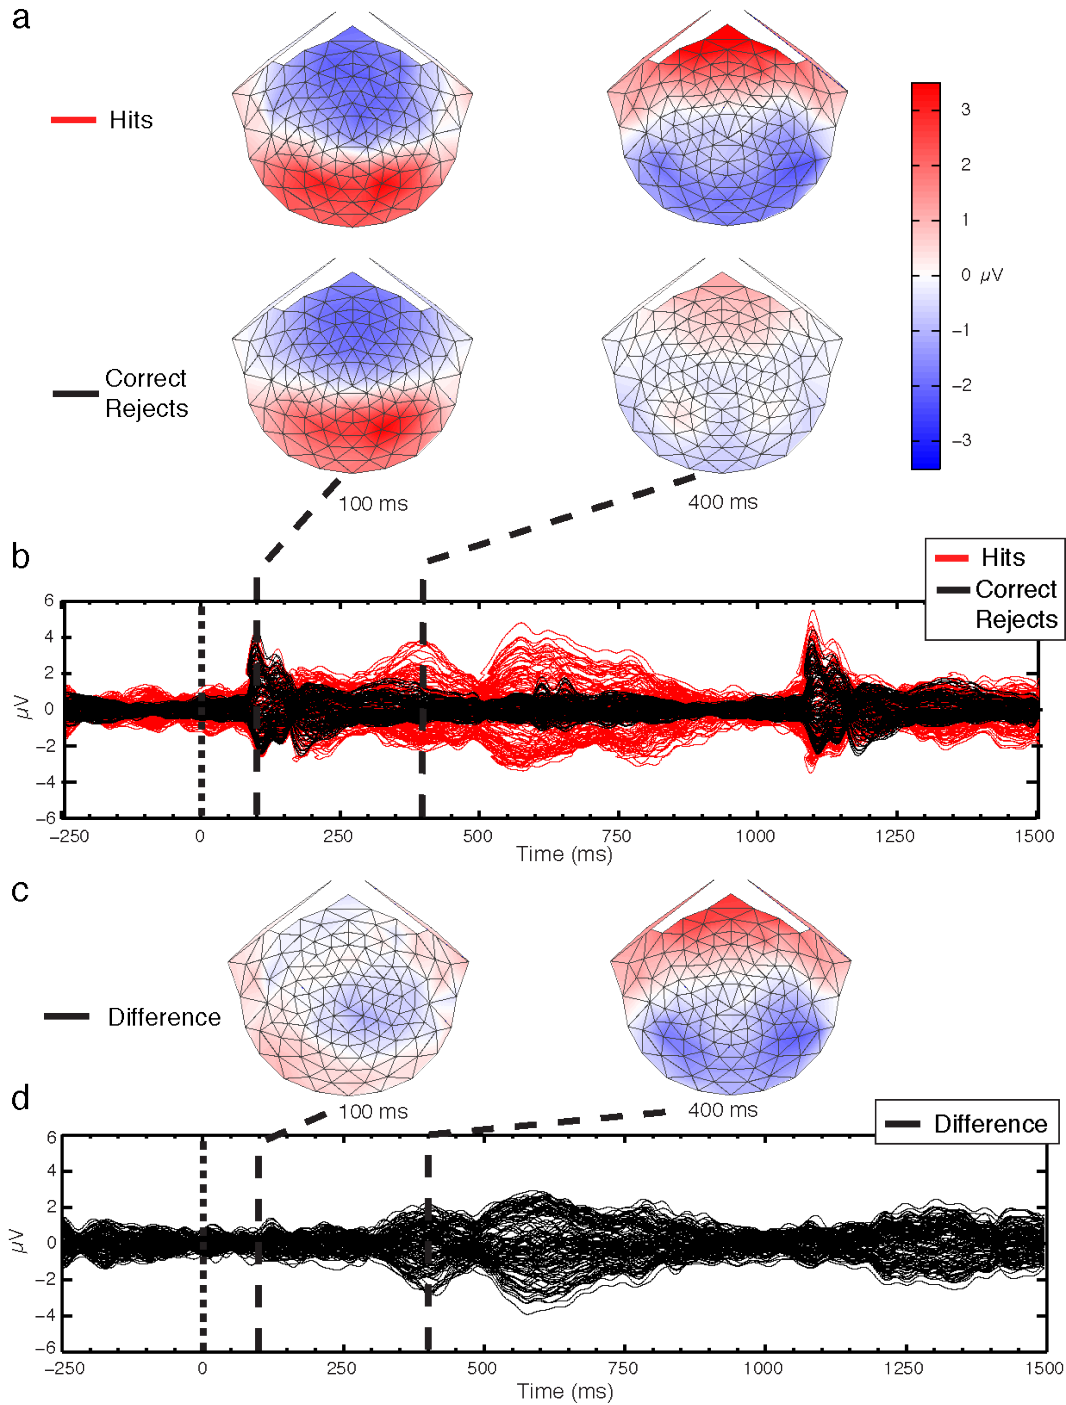 a
Hits
Correct
Rejects
3
2
1
0 μV
−1
−2
−3
100 ms
400 ms
b
Hits
Correct
Rejects
6
4
2
0
−2
−4
−6
μV
−250
0
250
500
750
1000
1250
1500
Time (ms)
c
Difference
100 ms
400 ms
d
Difference
6
4
2
0
−2
−4
−6
μV
−250
0
250
500
750
1000
1250
1500
Time (ms)